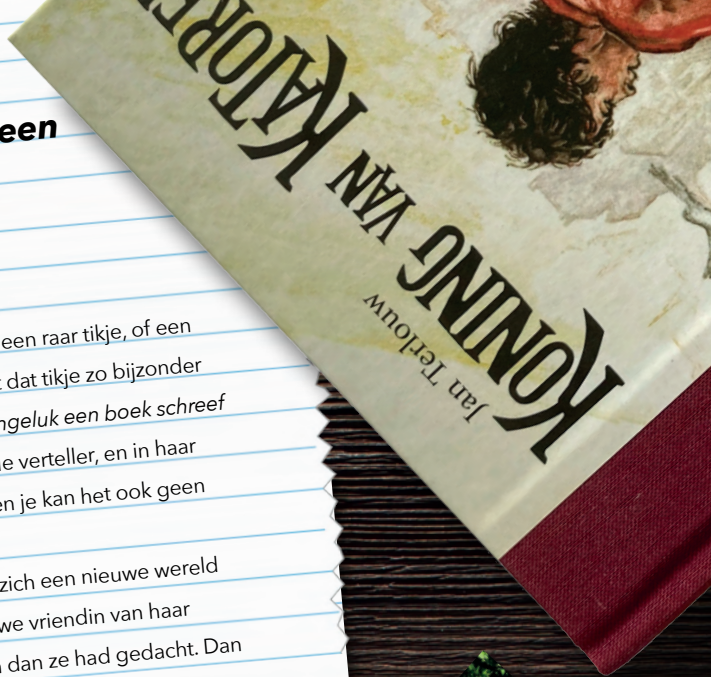 een
een raar tikje, of een
dat tikje zo bijzonder
ngeluk een boek schreef
e verteller, en in haar
en je kan het ook geen
zich een nieuwe wereld
we vriendin van haar
dan ze had gedacht. Dan
Jan Terlouw
KONING VAN KATORE